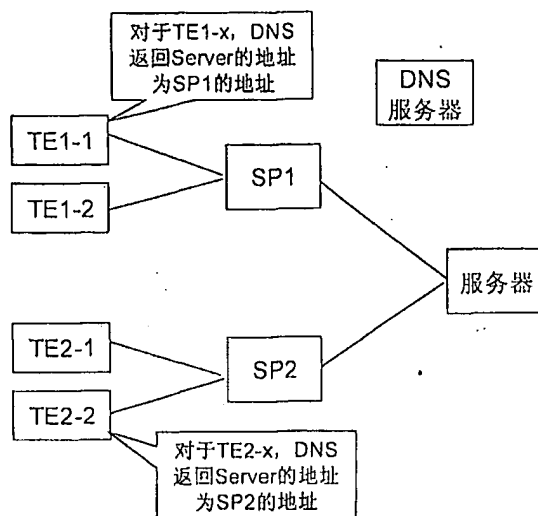 对于TE1-x，DNS
返回Server的地址
为SP1的地址
DNS
服务器
TE1-1
SP1
TE1-2
服务器
TE2-1
SP2
TE2-2
对于TE2-x，DNS
返回Server的地址
为SP2的地址